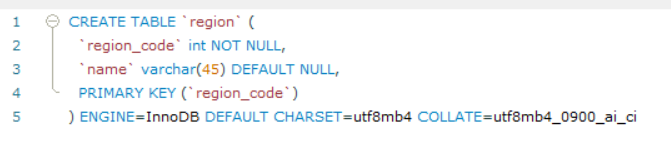 1 CREATE TABLE `region` (
2 `region_code` int NOT NULL,
3 `name` varchar(45) DEFAULT NULL,
4 PRIMARY KEY (`region_code`)
5 ) ENGINE=InnoDB DEFAULT CHARSET=utf8mb4 COLLATE=utf8mb4_0900_ai_ci